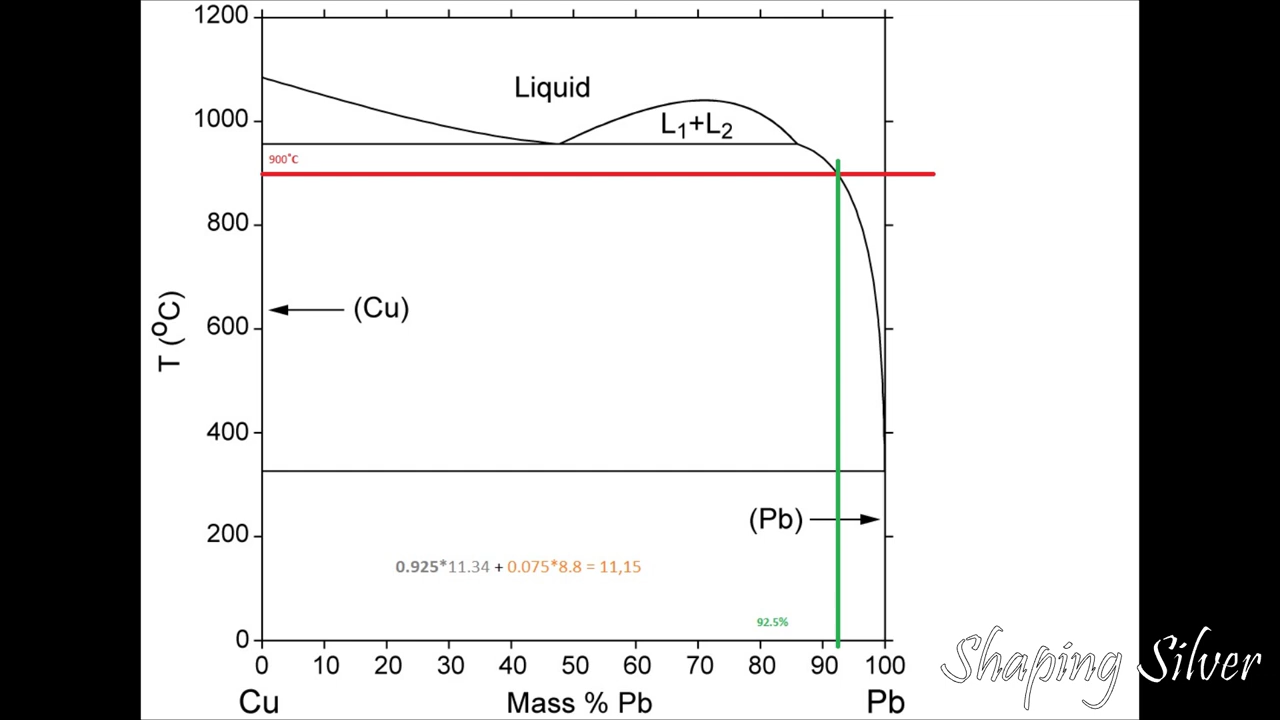 1200
Liquid
1000
L₁+L₂
900°C
800
(Cu)
600
T (°C)
400
(Pb)
200
0.925*11.34 + 0.075*8.8 = 11,15
92.5%
0
0 10 20 30 40 50 60 70 80 90 100
Cu Mass % Pb Pb
Shaping Silver